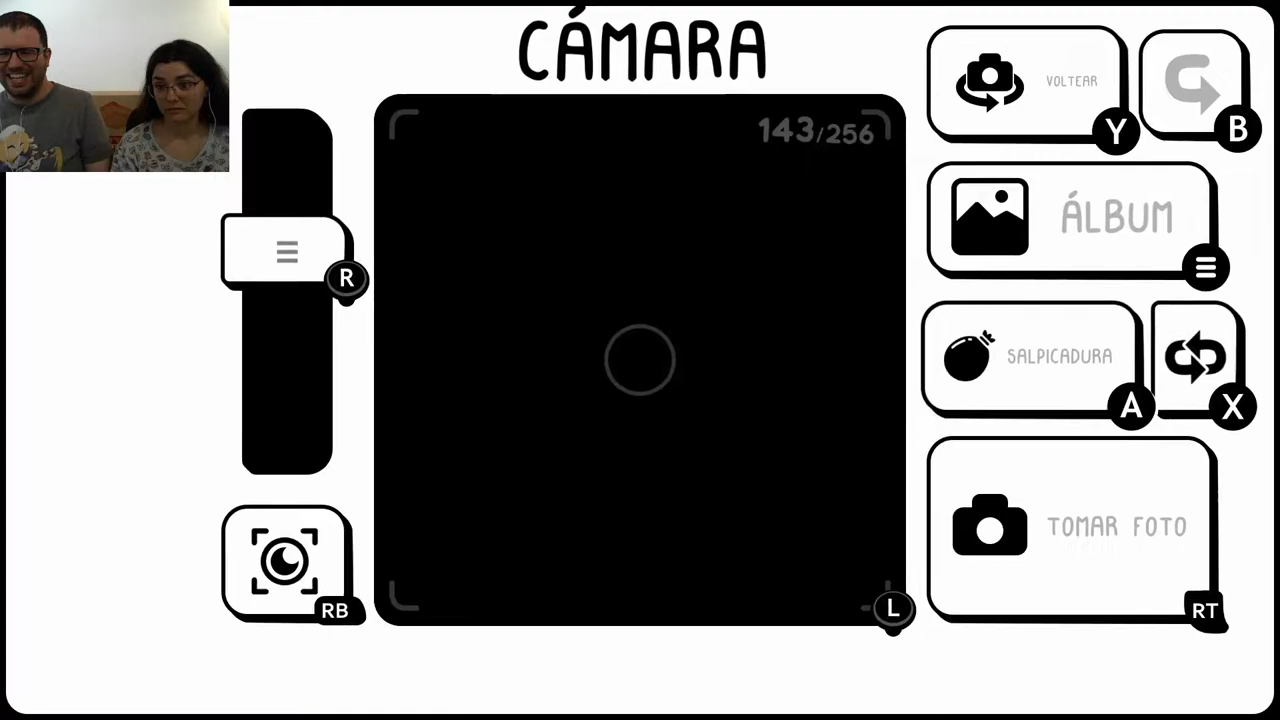 CÁMARA
143/256
VOLTEAR
Y
B
ÁLBUM
R
SALPICADURA
A
X
TOMAR FOTO
RB
L
RT